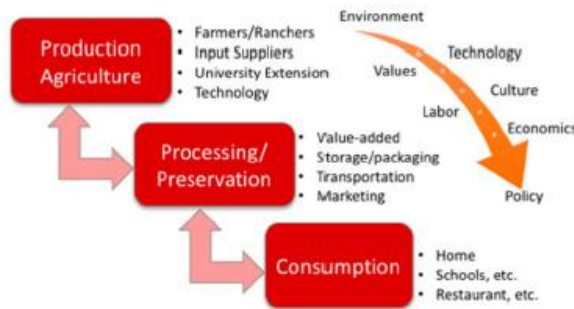 Production
Agriculture
• Farmers/Ranchers
• Input Suppliers
• University Extension
• Technology
Processing/
Preservation
• Value-added
• Storage/packaging
• Transportation
• Marketing
Consumption
• Home
• Schools, etc.
• Restaurant, etc.
Environment
Technology
Values
Culture
Labor
Economics
Policy